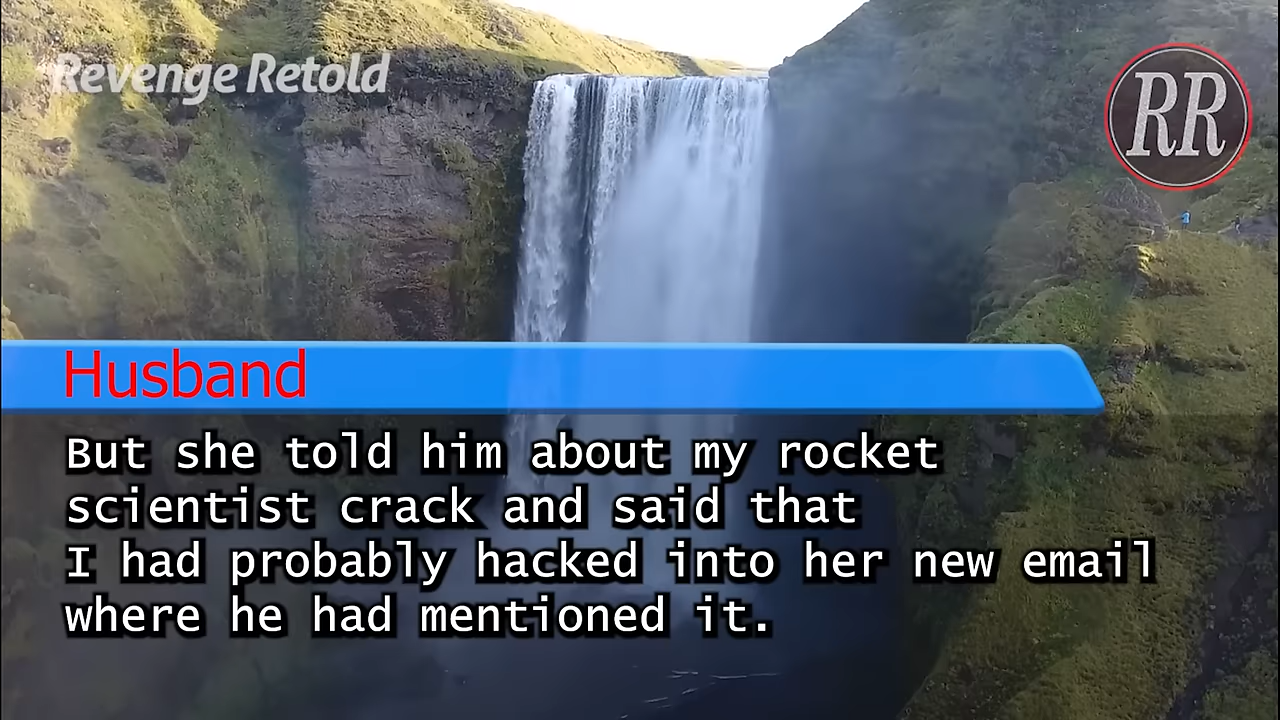 Revenge Retold
RR
Husband
But she told him about my rocket
scientist crack and said that
I had probably hacked into her new email
where he had mentioned it.